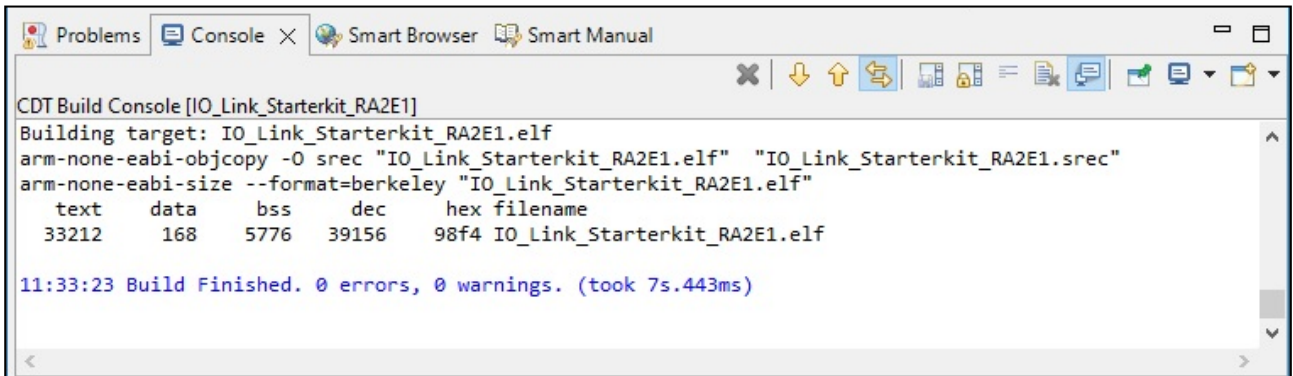 Problems Console Smart Browser Smart Manual
CDT Build Console [IO_Link_Starterkit_RA2E1]
Building target: IO_Link_Starterkit_RA2E1.elf
arm-none-eabi-objcopy -O srec "IO_Link_Starterkit_RA2E1.elf"  "IO_Link_Starterkit_RA2E1.srec"
arm-none-eabi-size --format=berkeley "IO_Link_Starterkit_RA2E1.elf"
   text    data     bss     dec     hex filename
  33212     168    5776   39156    98f4 IO_Link_Starterkit_RA2E1.elf
11:33:23 Build Finished. 0 errors, 0 warnings. (took 7s.443ms)